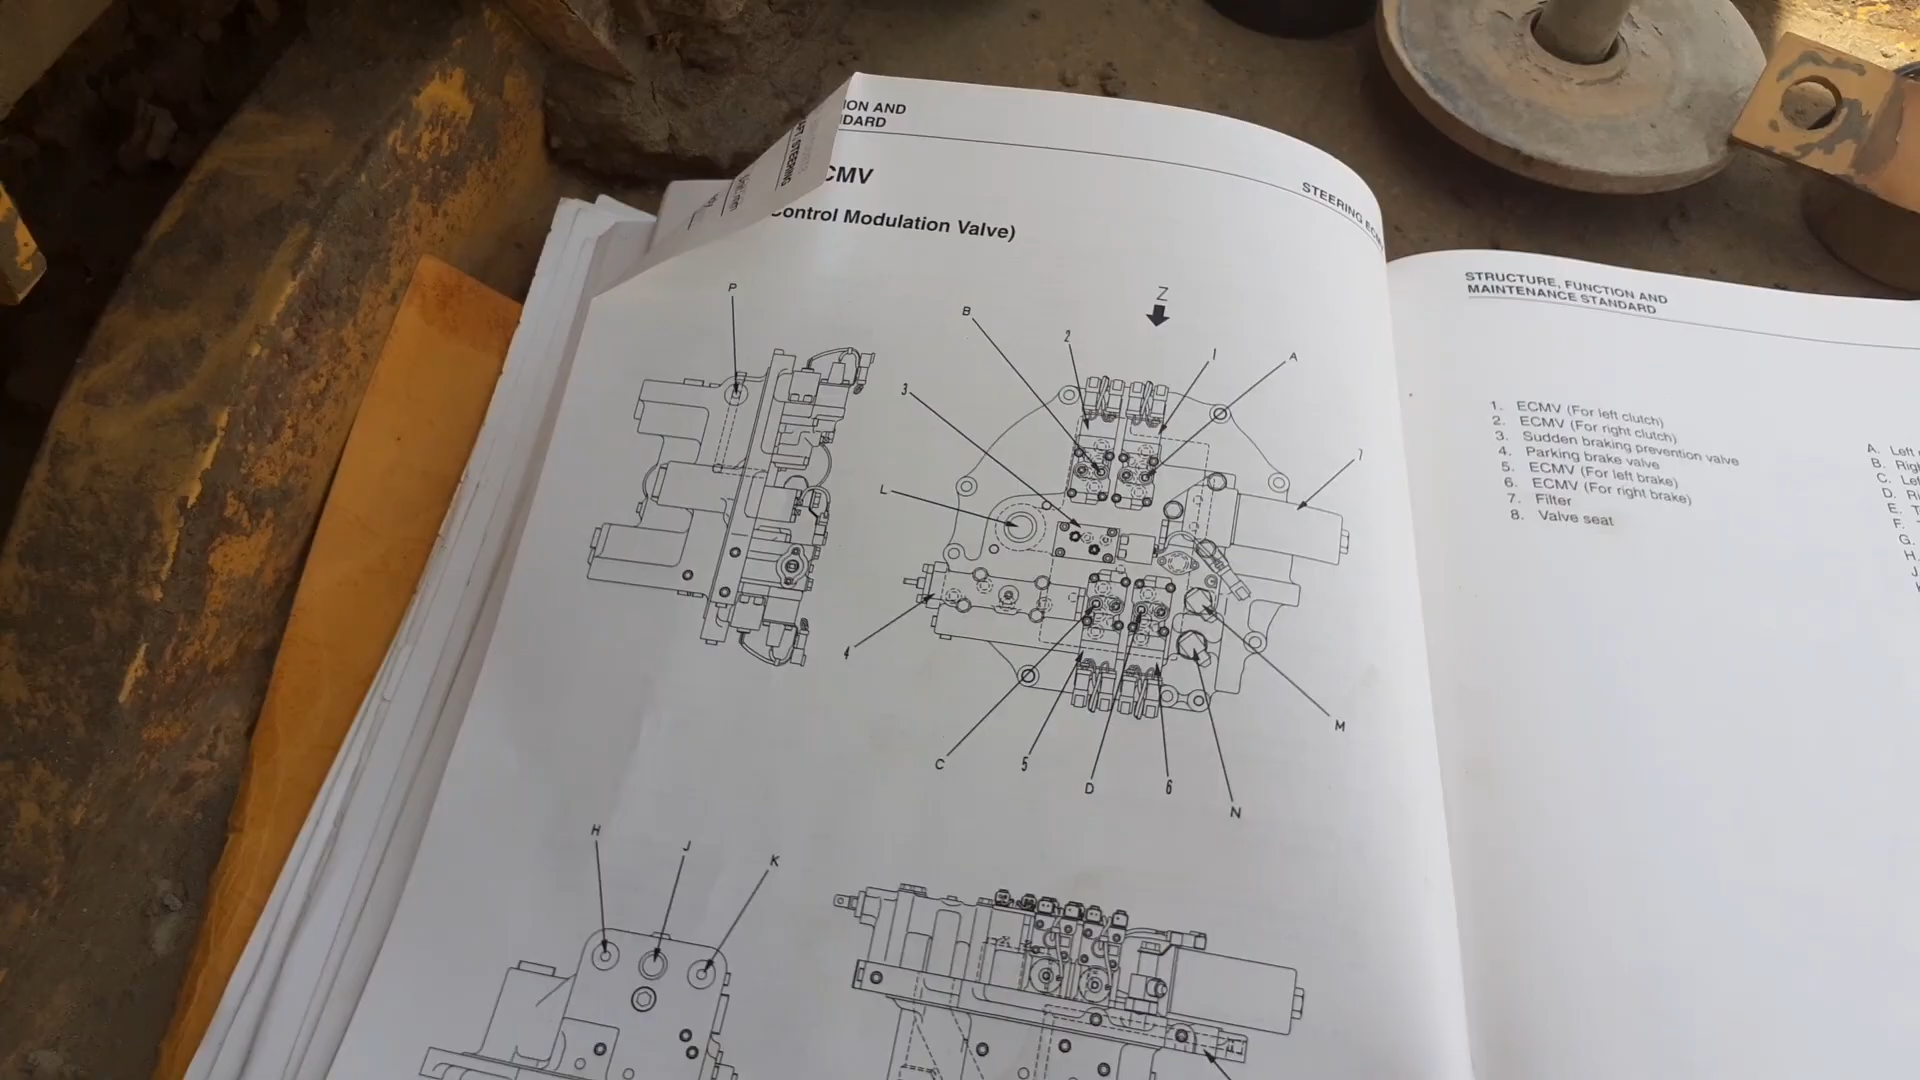 ION AND
DARD
STEERING
STEERING
CMV
Control Modulation Valve)
P
Z
B
2
1
A
3
7
L
4
C
5
D
6
M
N
H
J
K
STRUCTURE, FUNCTION AND
MAINTENANCE STANDARD
1. ECMV (For left clutch)
2. ECMV (For right clutch)
3. Sudden braking prevention valve
4. Parking brake valve
5. ECMV (For left brake)
6. ECMV (For right brake)
7. Filter
8. Valve seat
A. Left
B.
C.
D.
E.
F.
G.
H.
J.